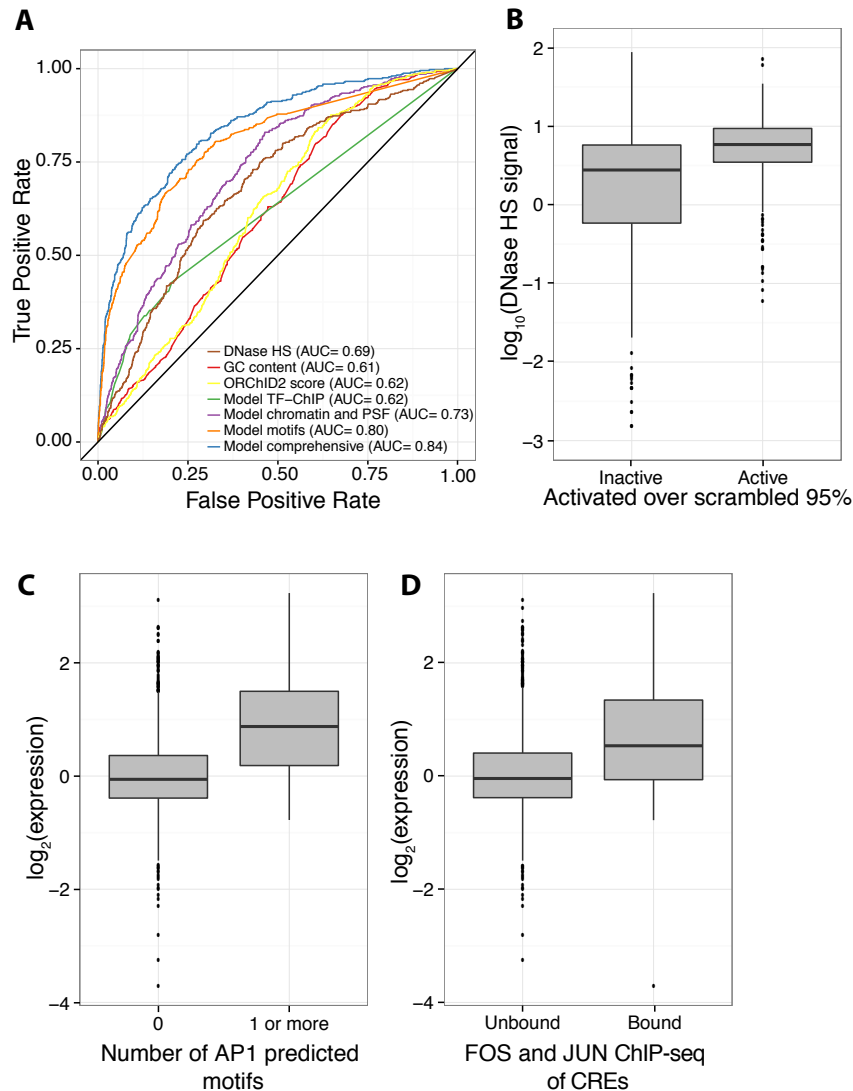 A
True Positive Rate
1.00
0.75
0.50
0.25
0.00
DNase HS (AUC= 0.69)
GC content (AUC= 0.61)
ORChID2 score (AUC= 0.62)
Model TF−ChIP (AUC= 0.62)
Model chromatin and PSF (AUC= 0.73)
Model motifs (AUC= 0.80)
Model comprehensive (AUC= 0.84)
0.00 0.25 0.50 0.75 1.00
False Positive Rate
B
log10(DNase HS signal)
2
1
0
−1
−2
−3
Inactive Active
Activated over scrambled 95%
C
log2(expression)
2
0
−2
−4
0 1 or more
Number of AP1 predicted
motifs
D
log2(expression)
2
0
−2
−4
Unbound Bound
FOS and JUN ChIP-seq
of CREs